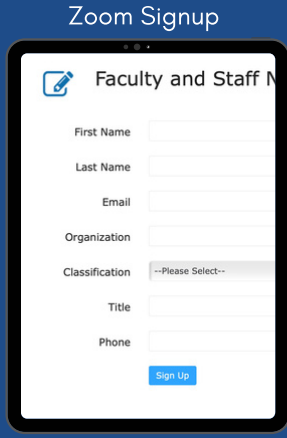 Zoom Signup
Faculty and Staff N
First Name
Last Name
Email
Organization
Classification
--Please Select--
Title
Phone
Sign Up